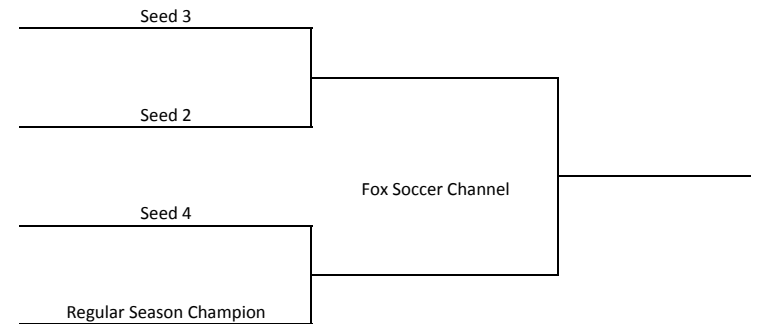 Seed 3
Seed 2
Fox Soccer Channel
Seed 4
Regular Season Champion